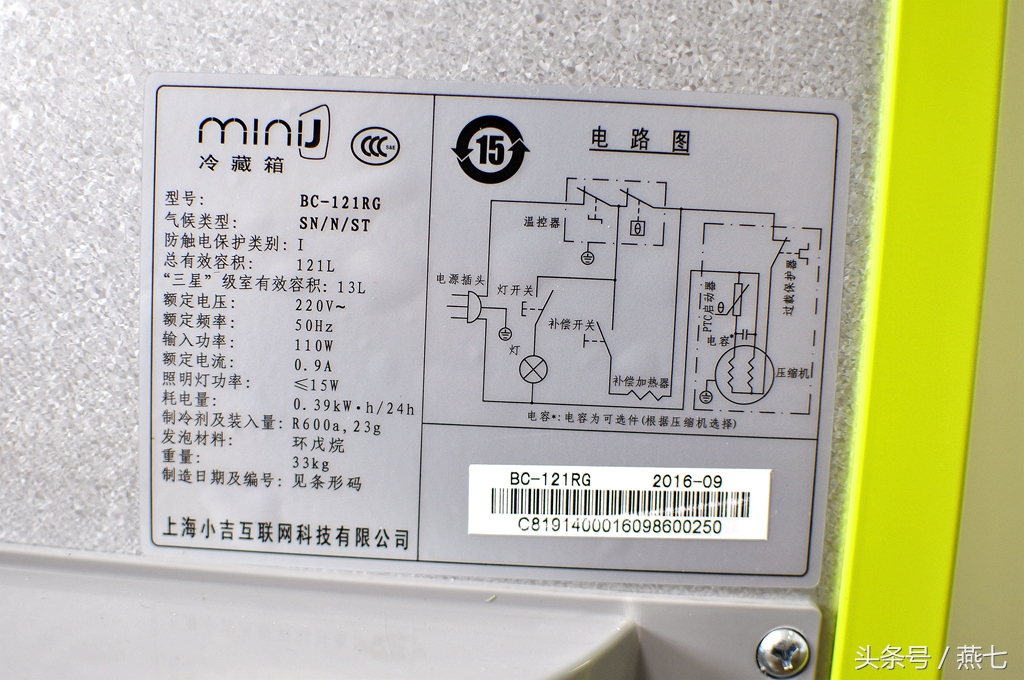 miniJ
冷藏箱
型号: BC-121RG
气候类型: SN/N/ST
防触电保护类别: I
总有效容积: 121L
“三星”级室有效容积: 13L
额定电压: 220V~
额定频率: 50Hz
输入功率: 110W
额定电流: 0.9A
照明灯功率: ≤15W
耗电量: 0.39kW·h/24h
制冷剂及装入量: R600a,23g
发泡材料: 环戊烷
重量: 33kg
制造日期及编号: 见条形码
上海小吉互联网科技有限公司
15
电路图
温控器
θ
电源插头
灯开关
灯
补偿开关
补偿加热器
PTC启动器
θ
电容*
过载保护器
压缩机
电容*:电容为可选件(根据压缩机选择)
BC-121RG 2016-09
C8191400016098600250
头条号 / 燕七